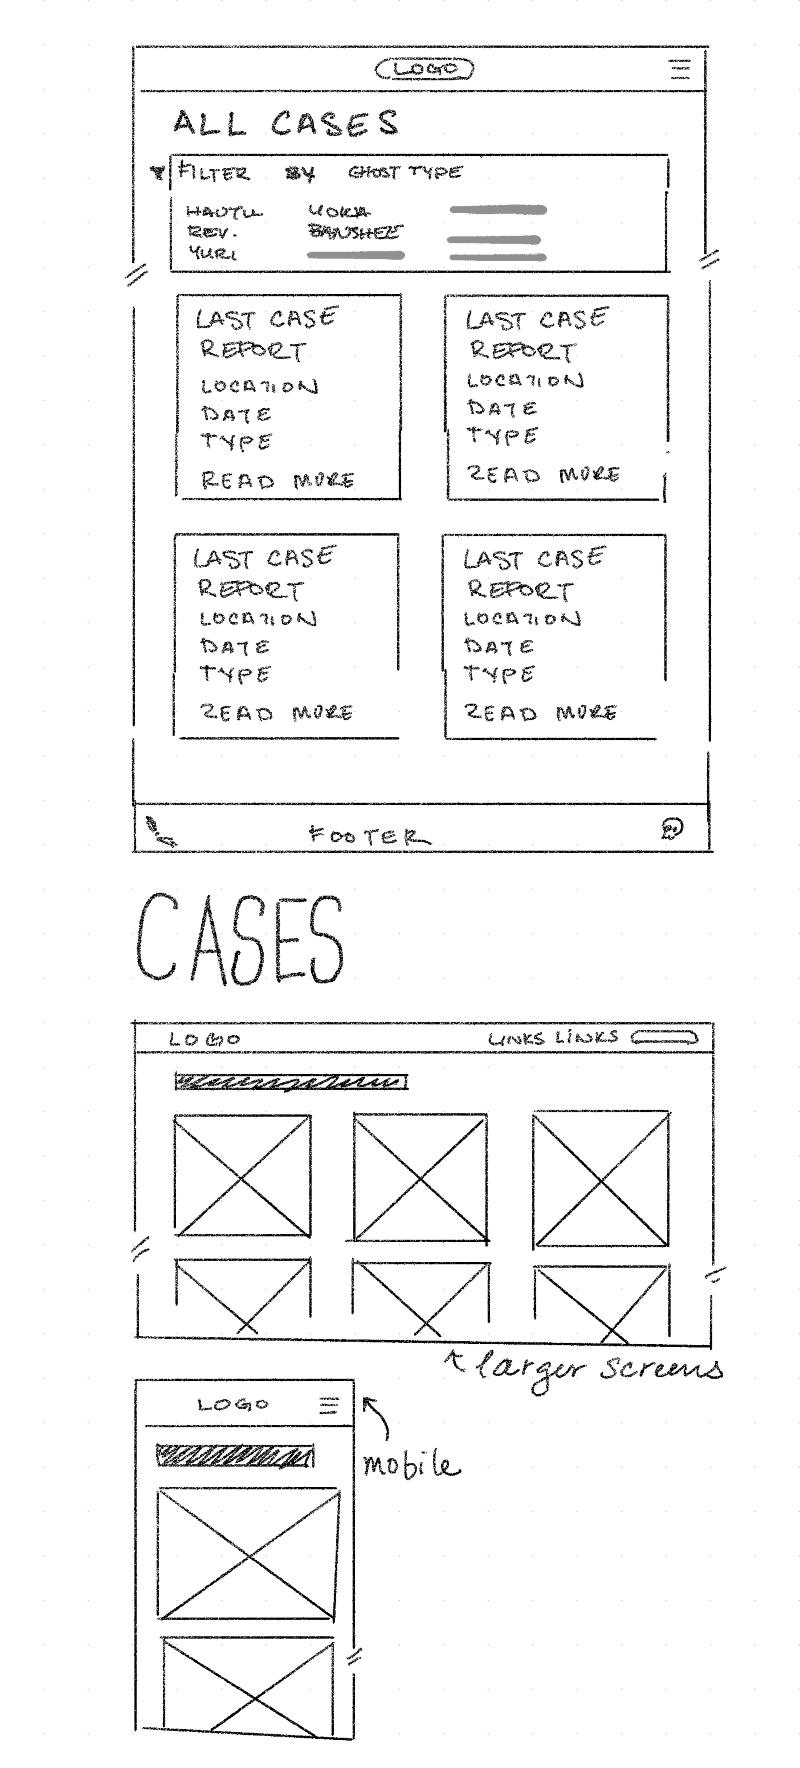 LOGO
ALL CASES
FILTER BY GHOST TYPE
HAUTU YOKIA
REV. BANSHEE
YURI
LAST CASE
REPORT
LOCATION
DATE
TYPE
READ MORE
LAST CASE
REPORT
LOCATION
DATE
TYPE
READ MORE
LAST CASE
REPORT
LOCATION
DATE
TYPE
READ MORE
LAST CASE
REPORT
LOCATION
DATE
TYPE
READ MORE
FOOTER
CASES
LOGO LINKS LINKS
larger screens
LOGO
mobile